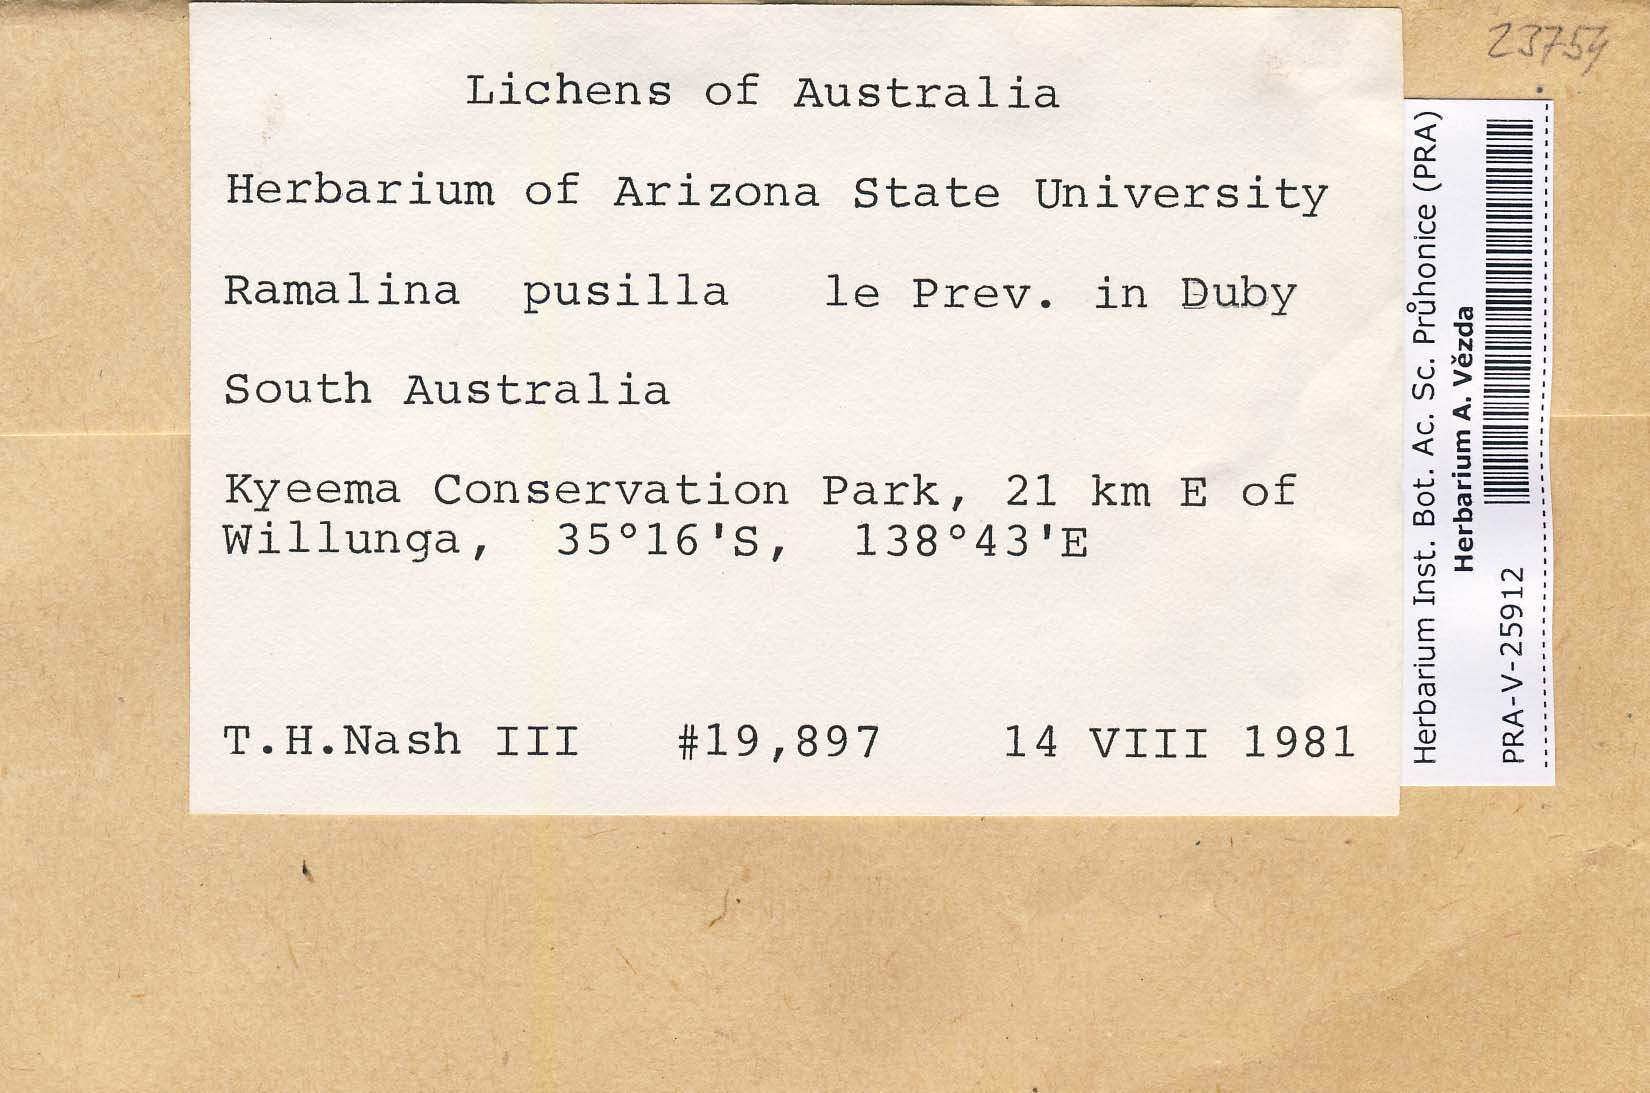 23754
Lichens of Australia
Herbarium of Arizona State University
Ramalina pusilla le Prev. in Duby
South Australia
Kyeema Conservation Park, 21 km E of
Willunga, 35°16'S, 138°43'E
T.H.Nash III #19,897 14 VIII 1981
Herbarium Inst. Bot. Ac. Sc. Průhonice (PRA)
Herbarium A. Vězda
PRA-V-25912